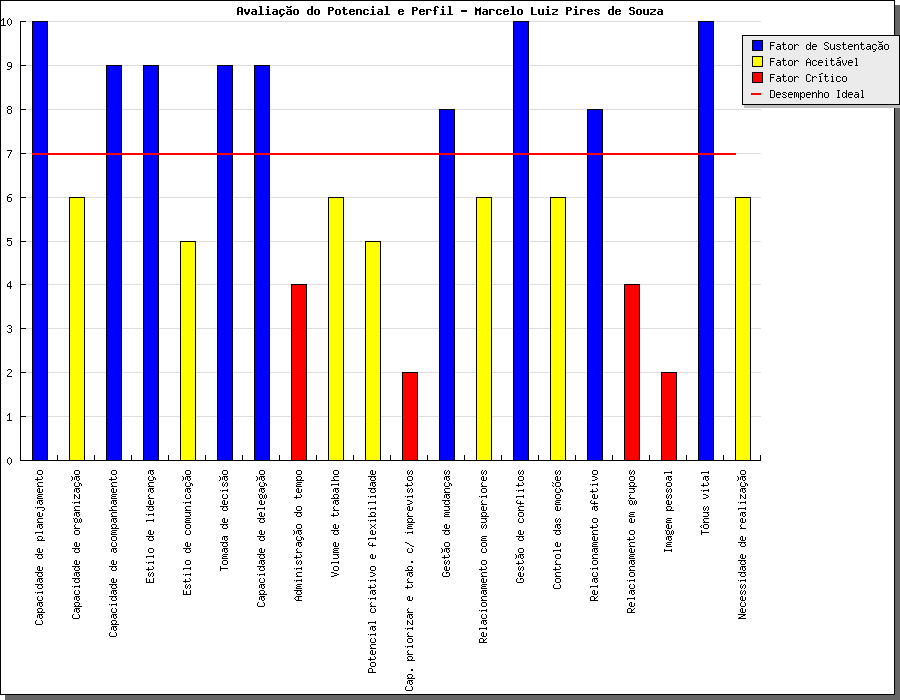 Avaliação do Potencial e Perfil - Marcelo Luiz Pires de Souza
Fator de Sustentação
Fator Aceitável
Fator Crítico
Desempenho Ideal
10
9
8
7
6
5
4
3
2
1
0
Capacidade de planejamento
Capacidade de organização
Capacidade de acompanhamento
Estilo de liderança
Estilo de comunicação
Tomada de decisão
Capacidade de delegação
Administração do tempo
Volume de trabalho
Potencial criativo e flexibilidade
Cap. priorizar e trab. c/ imprevistos
Gestão de mudanças
Relacionamento com superiores
Gestão de conflitos
Controle das emoções
Relacionamento afetivo
Relacionamento em grupos
Imagem pessoal
Tônus vital
Necessidade de realização